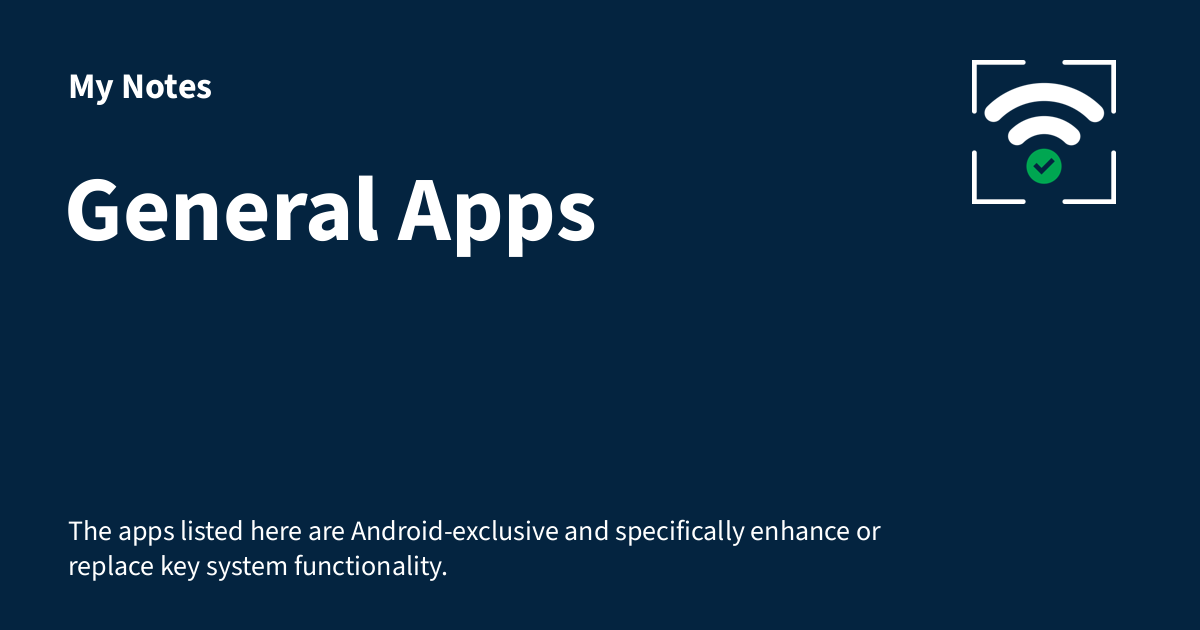 My Notes
General Apps
The apps listed here are Android-exclusive and specifically enhance or
replace key system functionality.